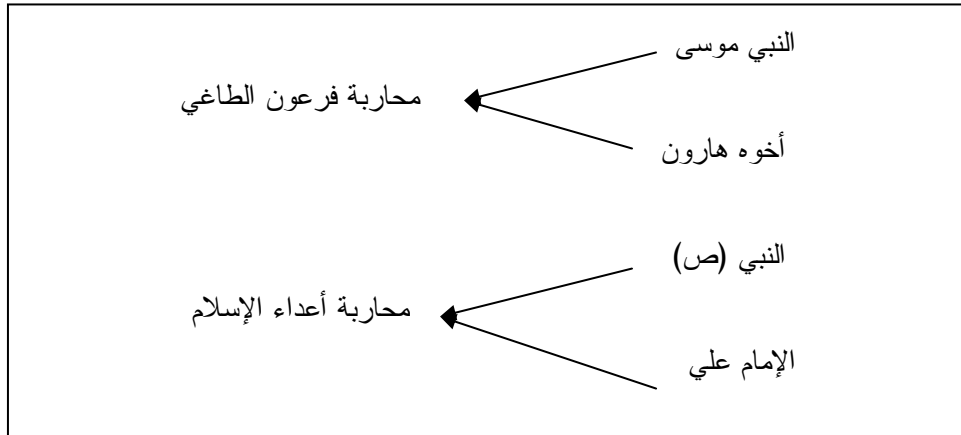 النبي موسى
محاربة فرعون الطاغي
أخوه هارون
النبي (ص)
محاربة أعداء الإسلام
الإمام علي